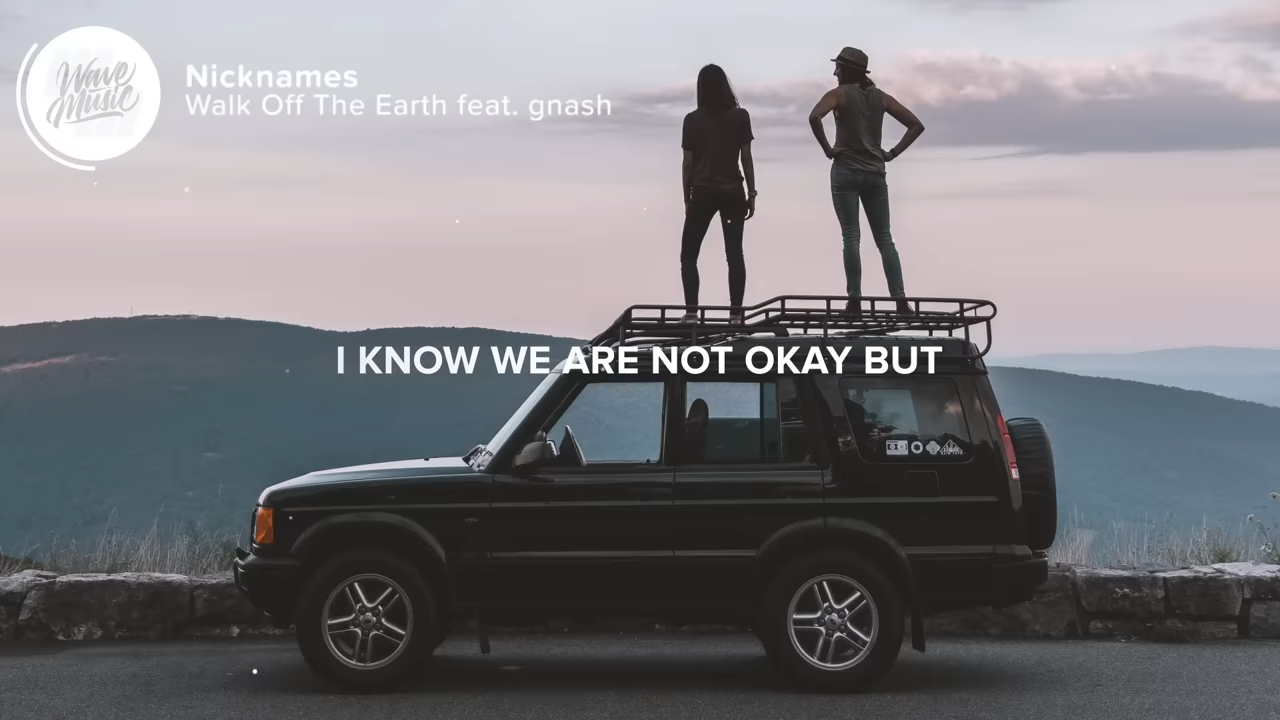 Wave
Music
Nicknames
Walk Off The Earth feat. gnash
I KNOW WE ARE NOT OKAY BUT